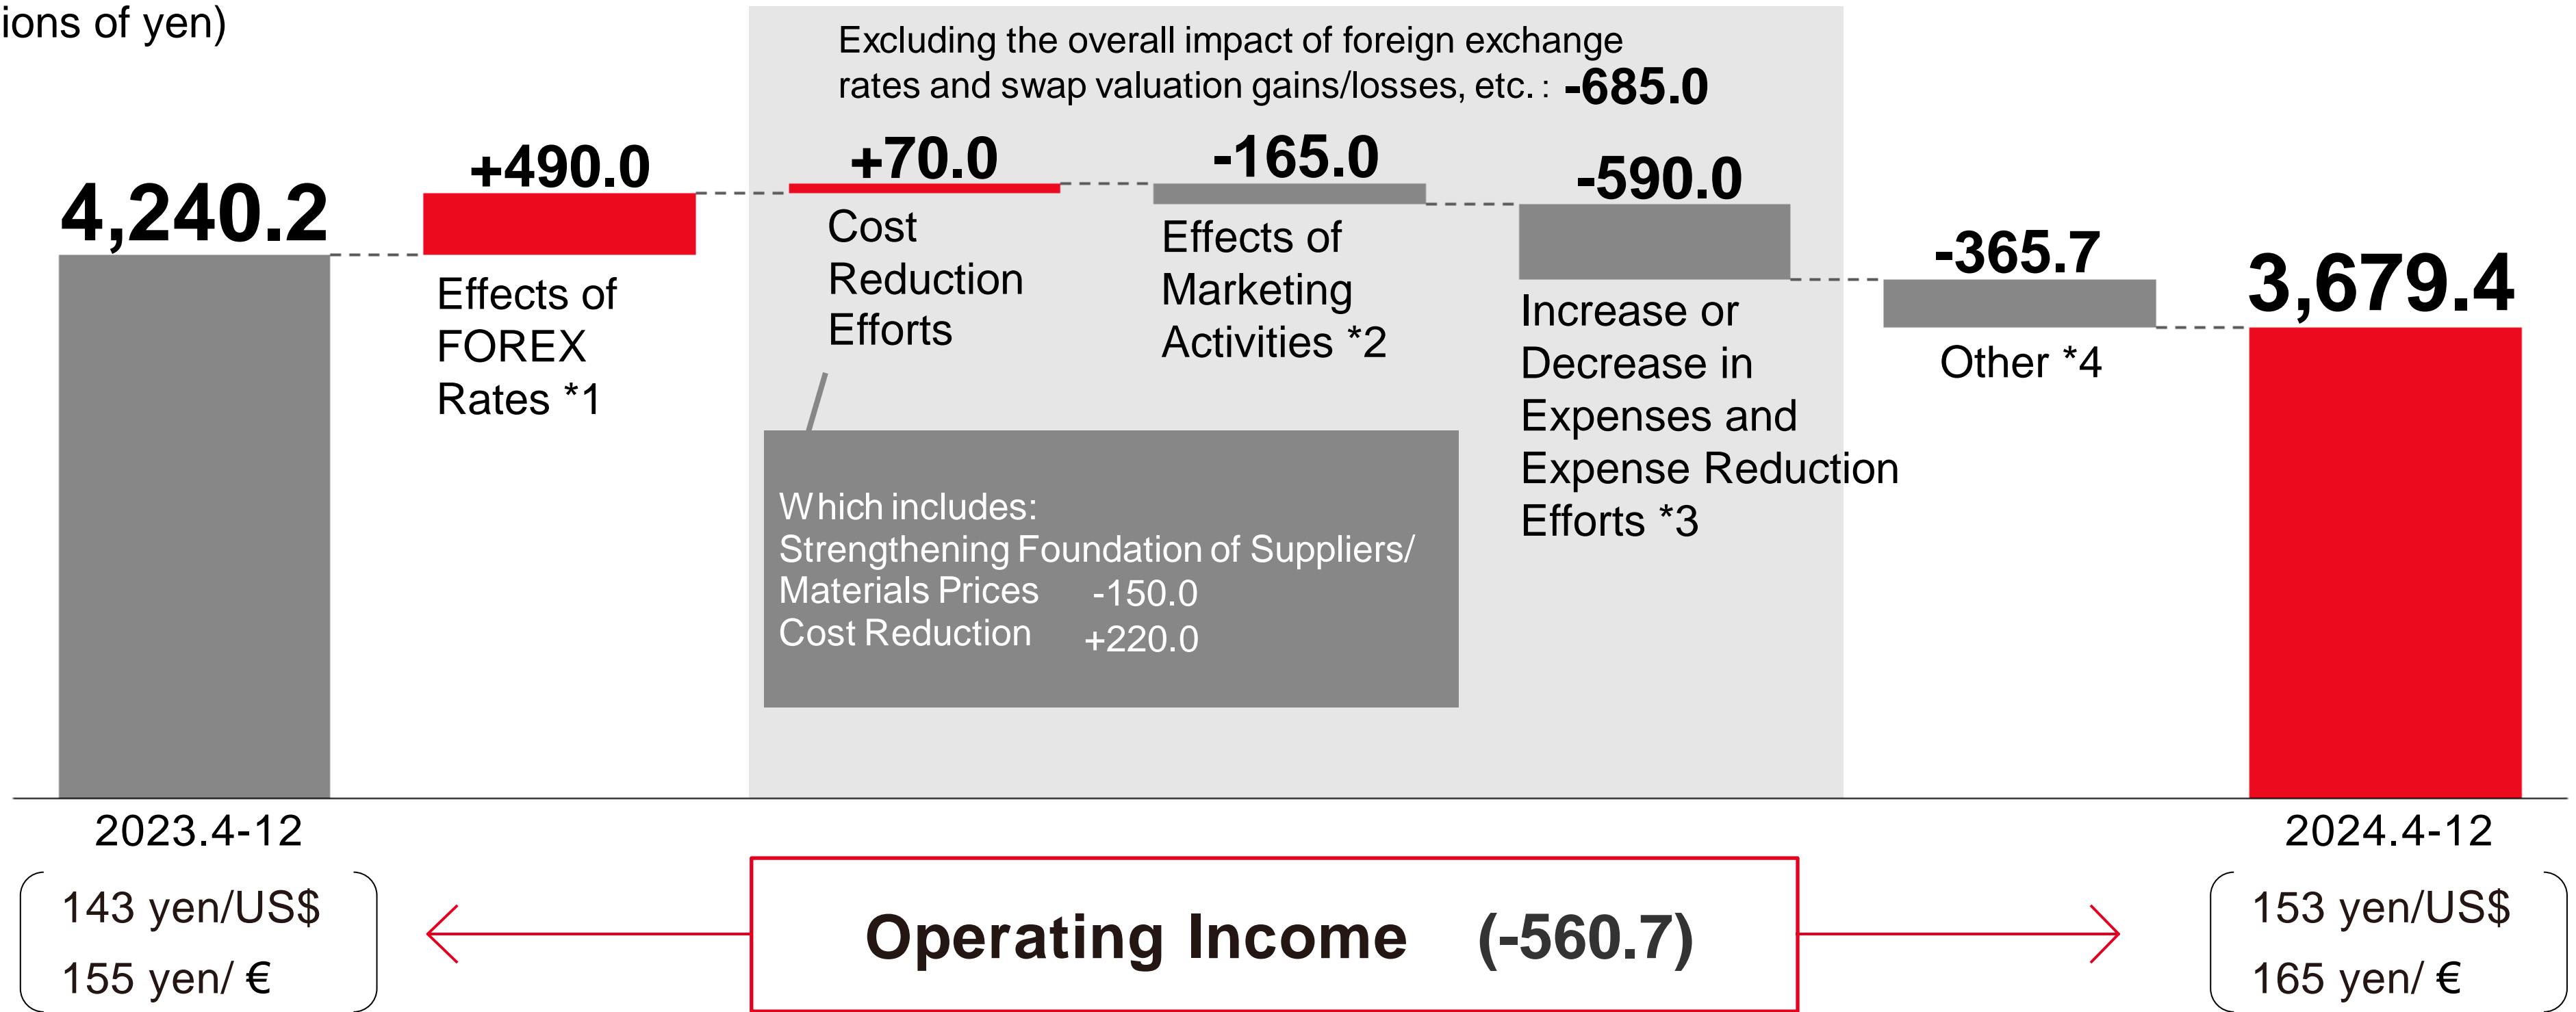 ions of yen)
Excluding the overall impact of foreign exchange
rates and swap valuation gains/losses, etc. : -685.0
4,240.2
+490.0
Effects of
FOREX
Rates *1
+70.0
Cost
Reduction
Efforts
-165.0
Effects of
Marketing
Activities *2
-590.0
Increase or
Decrease in
Expenses and
Expense Reduction
Efforts *3
-365.7
Other *4
3,679.4
Which includes:
Strengthening Foundation of Suppliers/
Materials Prices -150.0
Cost Reduction +220.0
2023.4-12
143 yen/US$
155 yen/ €
Operating Income (-560.7)
2024.4-12
153 yen/US$
165 yen/ €